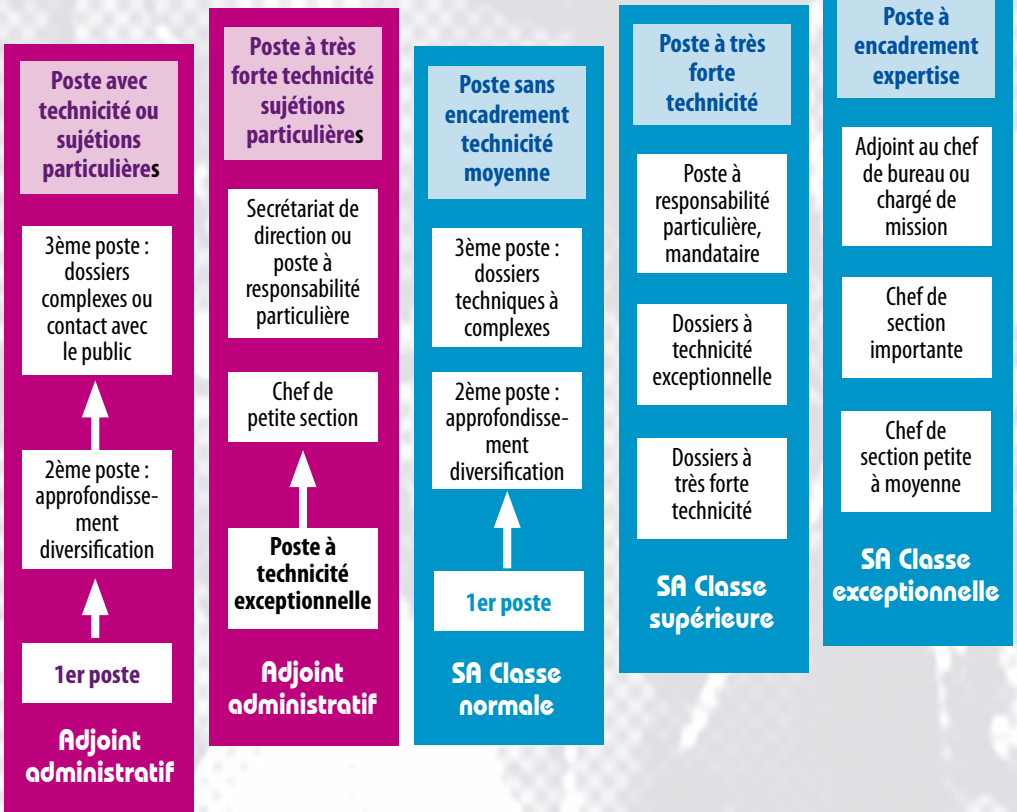 Poste avec
technicité ou
sujétions
particulières
3ème poste :
dossiers
complexes ou
contact avec
le public
2ème poste :
approfondisse-
ment
diversification
1er poste
Adjoint
administratif
Poste à très
forte technicité
sujétions
particulières
Secrétariat de
direction ou
poste à
responsabilité
particulière
Chef de
petite section
Poste à
technicité
exceptionnelle
Adjoint
administratif
Poste sans
encadrement
technicité
moyenne
3ème poste :
dossiers
techniques à
complexes
2ème poste :
approfondisse-
ment
diversification
1er poste
SA Classe
normale
Poste à très
forte
technicité
Poste à
responsabilité
particulière,
mandataire
Dossiers à
technicité
exceptionnelle
Dossiers à
très forte
technicité
SA Classe
supérieure
Poste à
encadrement
expertise
Adjoint au chef
de bureau ou
chargé de
mission
Chef de
section
importante
Chef de
section petite
à moyenne
SA Classe
exceptionnelle